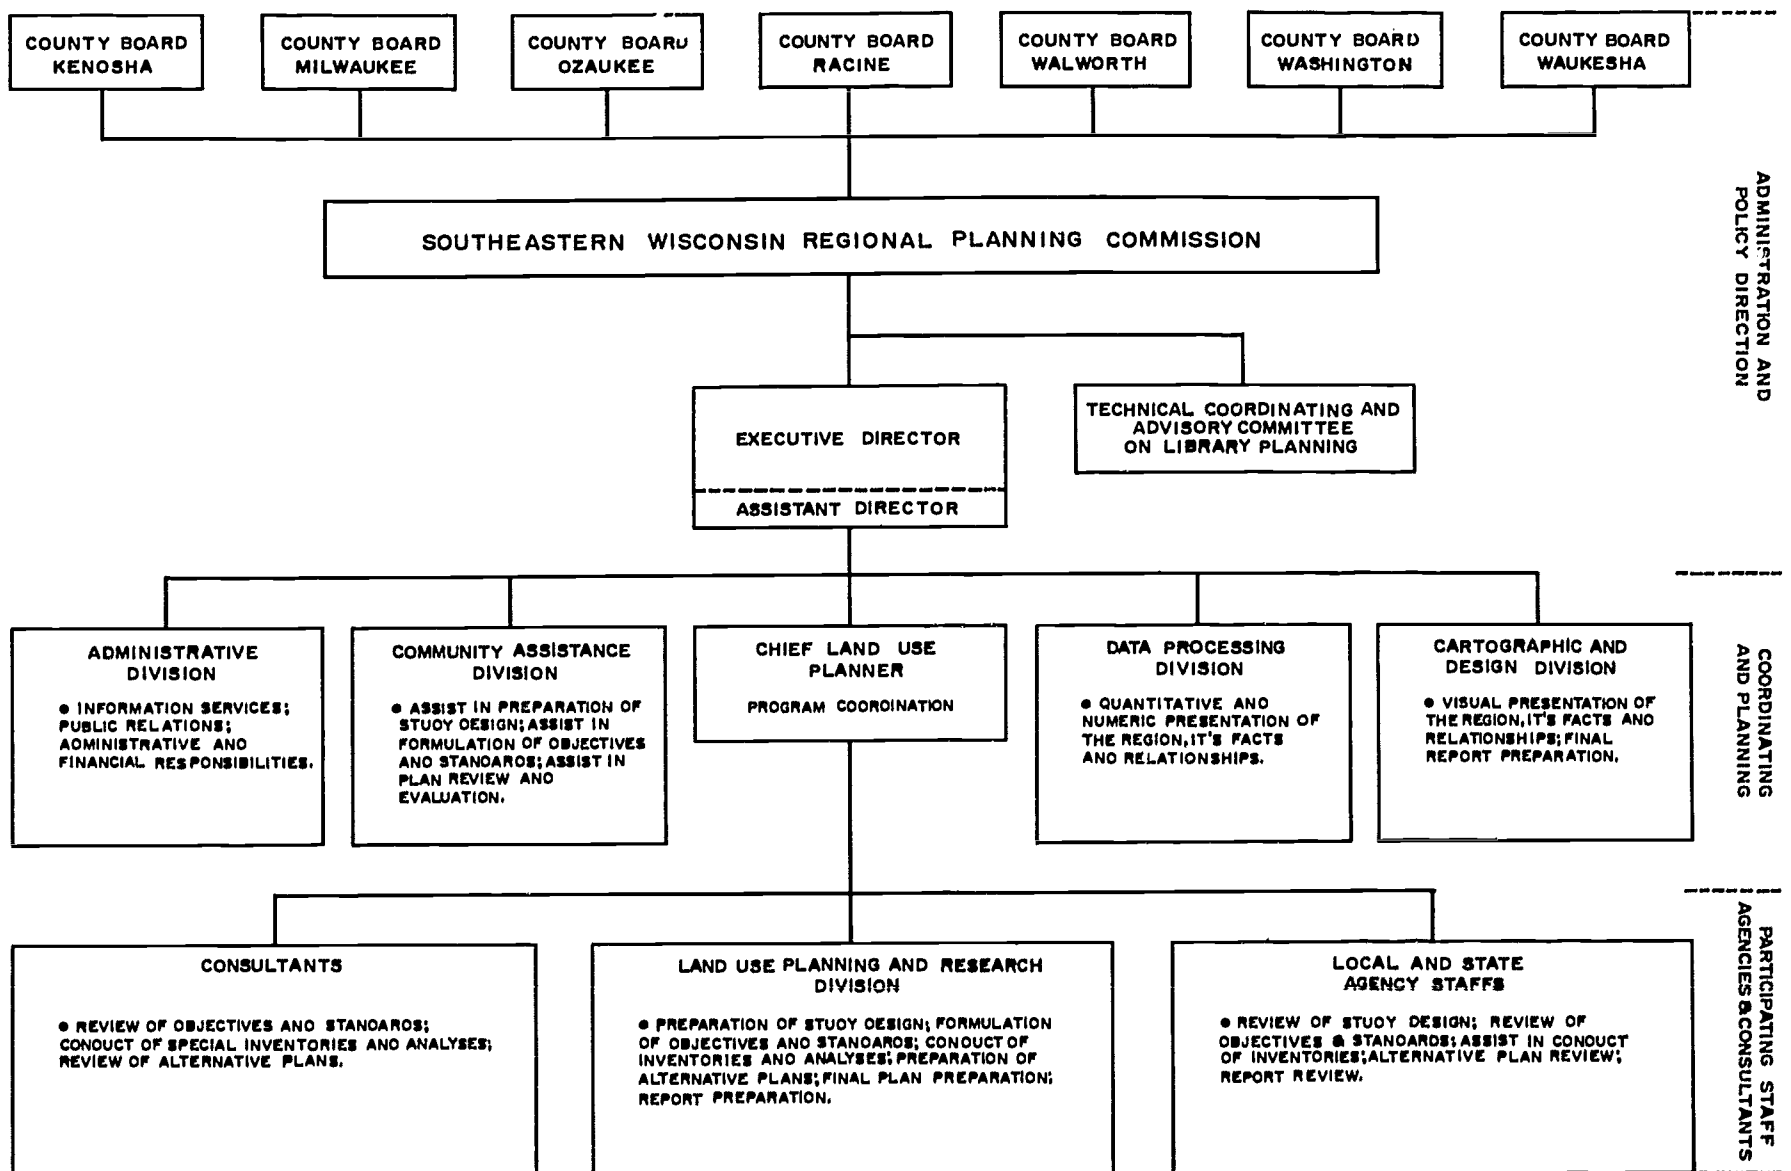 COUNTY BOARD
KENOSHA
COUNTY BOARD
MILWAUKEE
COUNTY BOARD
OZAUKEE
COUNTY BOARD
RACINE
COUNTY BOARD
WALWORTH
COUNTY BOARD
WASHINGTON
COUNTY BOARD
WAUKESHA
ADMINISTRATION AND
POLICY DIRECTION
SOUTHEASTERN WISCONSIN REGIONAL PLANNING COMMISSION
EXECUTIVE DIRECTOR
ASSISTANT DIRECTOR
TECHNICAL COORDINATING AND
ADVISORY COMMITTEE
ON LIBRARY PLANNING
COORDINATING
AND PLANNING
ADMINISTRATIVE
DIVISION
• INFORMATION SERVICES;
PUBLIC RELATIONS;
ADMINISTRATIVE AND
FINANCIAL RESPONSIBILITIES.
COMMUNITY ASSISTANCE
DIVISION
• ASSIST IN PREPARATION OF
STUDY DESIGN; ASSIST IN
FORMULATION OF OBJECTIVES
AND STANDARDS; ASSIST IN
PLAN REVIEW AND
EVALUATION.
CHIEF LAND USE
PLANNER
PROGRAM COORDINATION
DATA PROCESSING
DIVISION
• QUANTITATIVE AND
NUMERIC PRESENTATION OF
THE REGION, IT'S FACTS
AND RELATIONSHIPS.
CARTOGRAPHIC AND
DESIGN DIVISION
• VISUAL PRESENTATION OF
THE REGION, IT'S FACTS AND
RELATIONSHIPS; FINAL
REPORT PREPARATION.
PARTICIPATING STAFF
AGENCIES & CONSULTANTS
CONSULTANTS
• REVIEW OF OBJECTIVES AND STANDARDS;
CONDUCT OF SPECIAL INVENTORIES AND ANALYSES;
REVIEW OF ALTERNATIVE PLANS.
LAND USE PLANNING AND RESEARCH
DIVISION
• PREPARATION OF STUDY DESIGN; FORMULATION
OF OBJECTIVES AND STANDARDS; CONDUCT OF
INVENTORIES AND ANALYSES; PREPARATION OF
ALTERNATIVE PLANS; FINAL PLAN PREPARATION;
REPORT PREPARATION.
LOCAL AND STATE
AGENCY STAFFS
• REVIEW OF STUDY DESIGN; REVIEW OF
OBJECTIVES & STANDARDS; ASSIST IN CONDUCT
OF INVENTORIES; ALTERNATIVE PLAN REVIEW;
REPORT REVIEW.